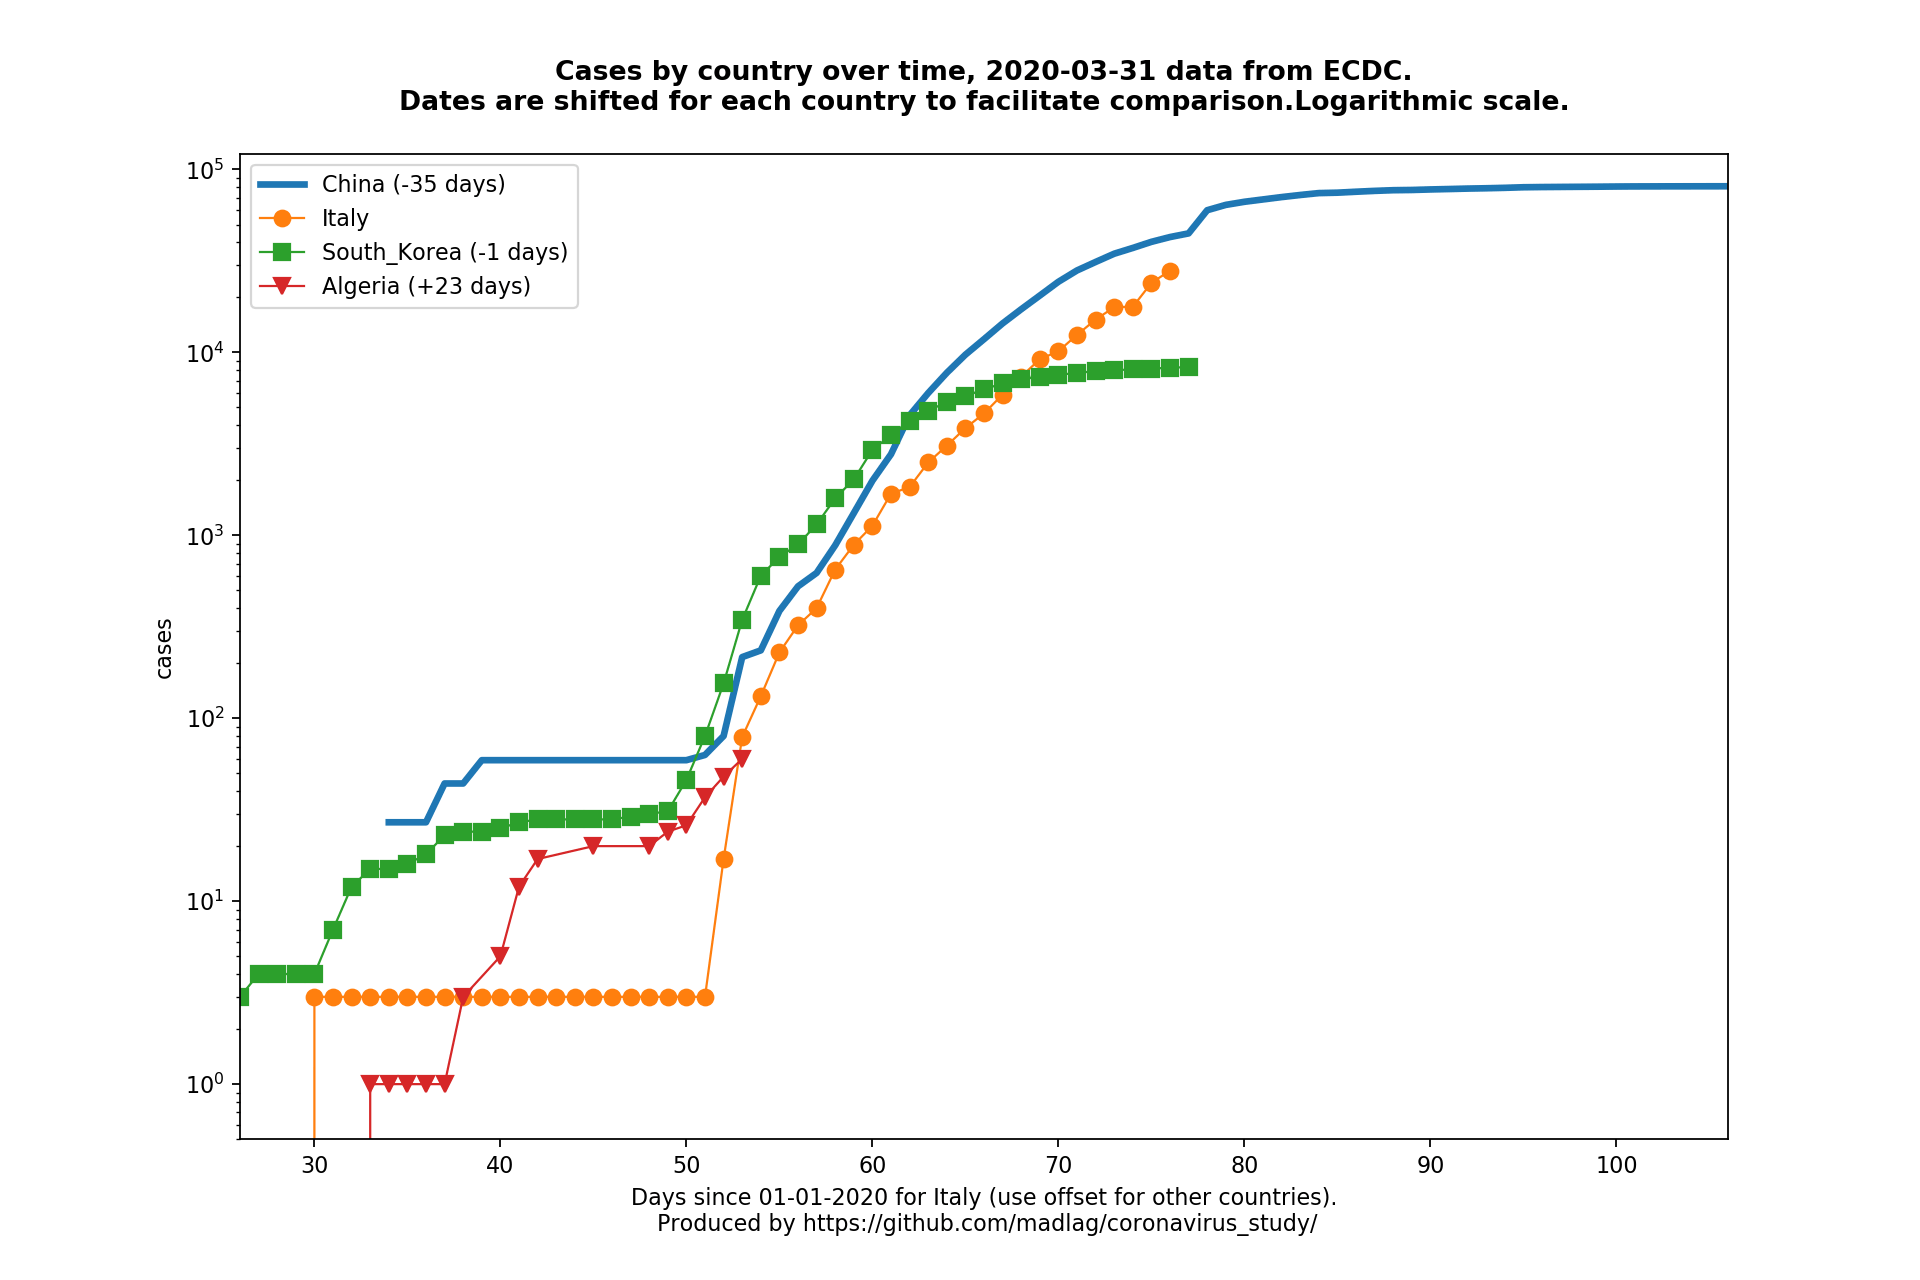 Cases by country over time, 2020-03-31 data from ECDC.
Dates are shifted for each country to facilitate comparison.Logarithmic scale.
10^5
10^4
10^3
10^2
10^1
10^0
cases
China (-35 days)
Italy
South_Korea (-1 days)
Algeria (+23 days)
30 40 50 60 70 80 90 100
Days since 01-01-2020 for Italy (use offset for other countries).
Produced by https://github.com/madlag/coronavirus_study/